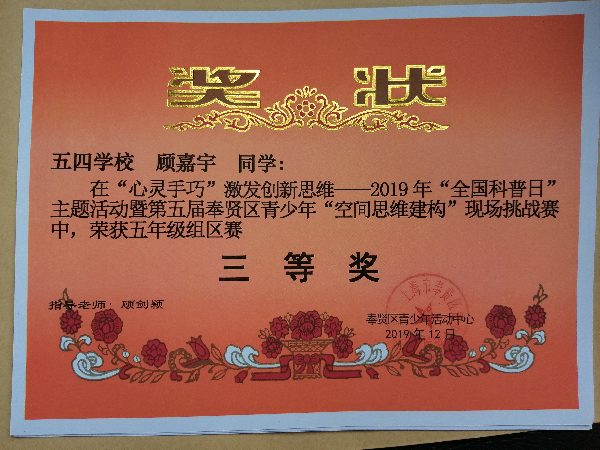 奖 状
五四学校 顾嘉宇 同学:
在“心灵手巧”激发创新思维——2019年“全国科普日”
主题活动暨第五届奉贤区青少年“空间思维建构”现场挑战赛
中,荣获五年级组区赛
三 等 奖
指导老师:顾剑颖
奉贤区青少年活动中心
2019年12月